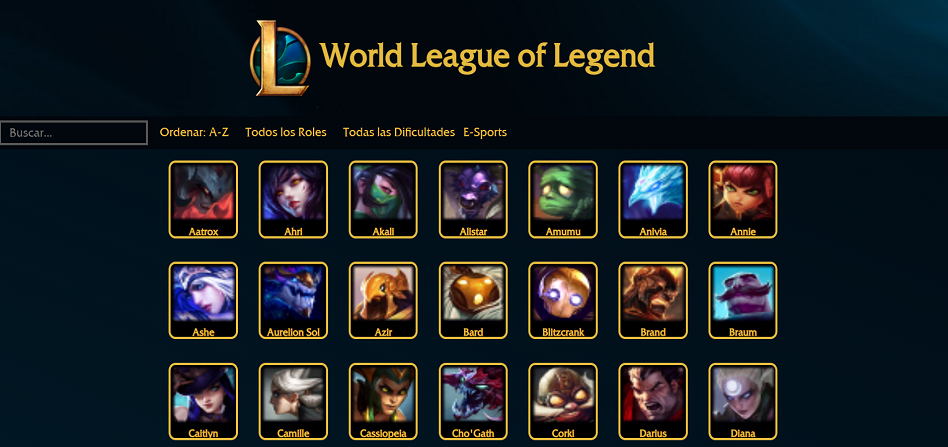 World League of Legend
Buscar... Ordenar: A-Z Todos los Roles Todas las Dificultades E-Sports
Aatrox Ahri Akali Alistar Amumu Anivia Annie
Ashe Aurelion Sol Azir Bard Blitzcrank Brand Braum
Caitlyn Camille Cassiopeia Cho'Gath Corki Darius Diana